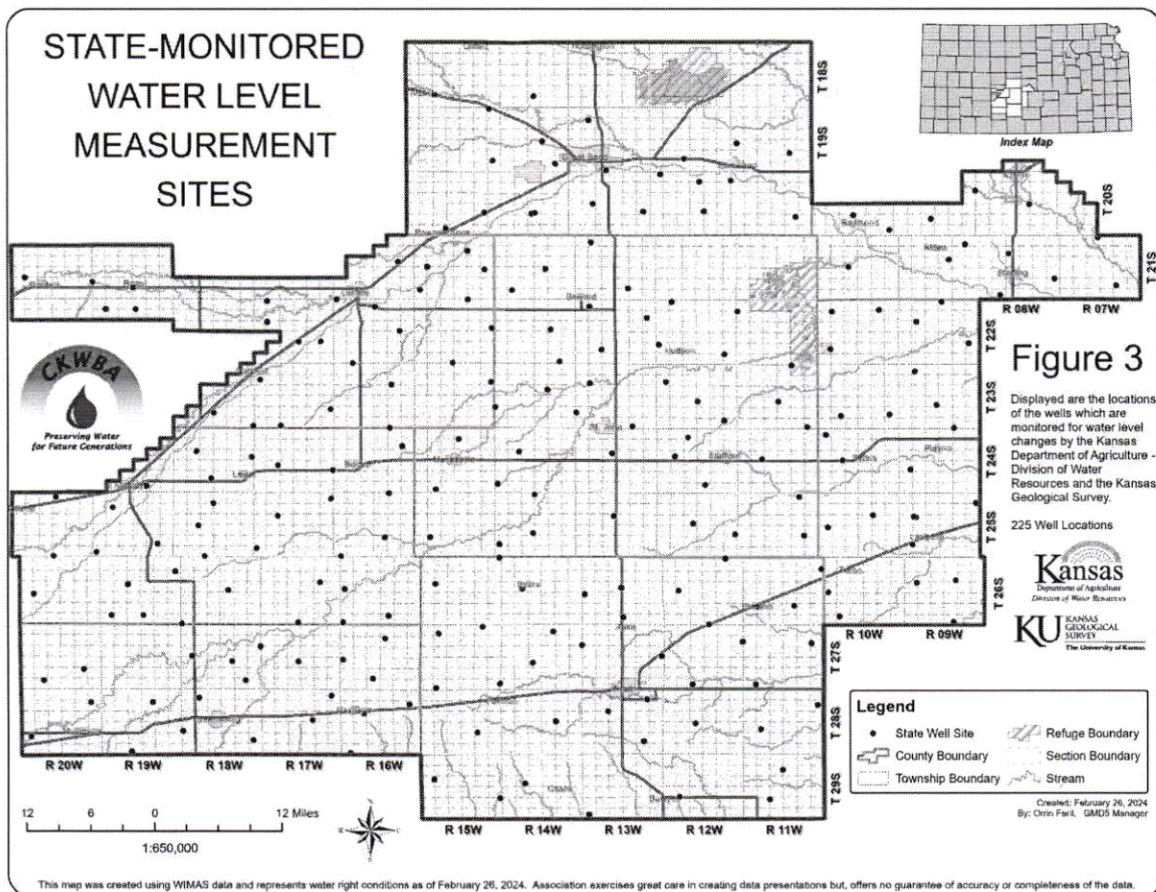 STATE-MONITORED
WATER LEVEL
MEASUREMENT
SITES
T 18S
T 19S
T 20S
T 21S
R 08W
R 07W
T 22S
T 23S
T 24S
T 25S
T 26S
R 10W
R 09W
T 27S
T 28S
T 29S
R 20W
R 19W
R 18W
R 17W
R 16W
R 15W
R 14W
R 13W
R 12W
R 11W
Index Map
CKWBA
Preserving Water
for Future Generations
Raymond
Hudson
Figure 3
Displayed are the locations
of the wells which are
monitored for water level
changes by the Kansas
Department of Agriculture -
Division of Water
Resources and the Kansas
Geological Survey.
225 Well Locations
Kansas
Department of Agriculture
Division of Water Resources
KU KANSAS
GEOLOGICAL
SURVEY
The University of Kansas
Legend
State Well Site
Refuge Boundary
County Boundary
Section Boundary
Township Boundary
Stream
Created: February 26, 2024
By: Orrin Feril, GMD5 Manager
12 6 0 12 Miles
1:650,000
N
This map was created using WIMAS data and represents water right conditions as of February 26, 2024. Association exercises great care in creating data presentations but, offers no guarantee of accuracy or completeness of the data.